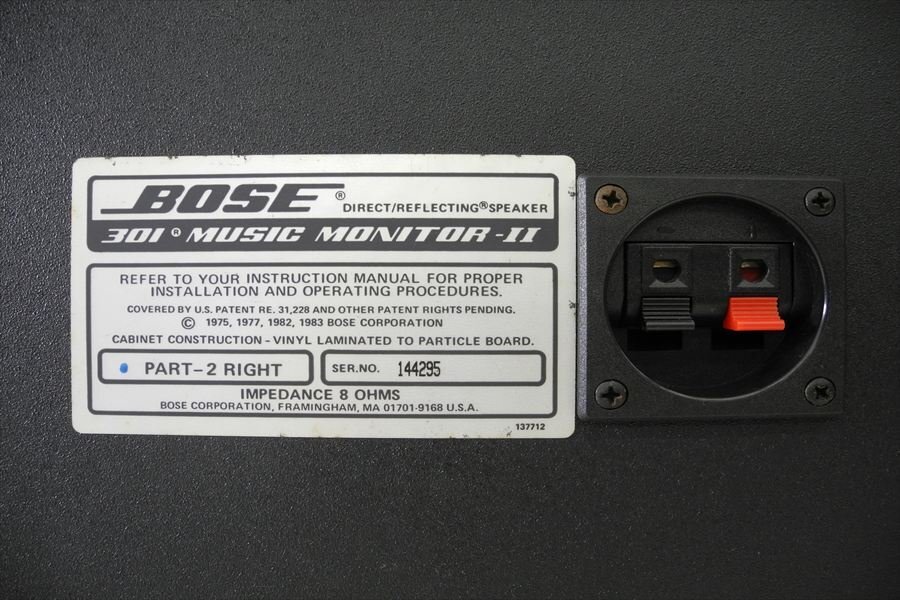 BOSE® DIRECT/REFLECTING® SPEAKER
301® MUSIC MONITOR-II
REFER TO YOUR INSTRUCTION MANUAL FOR PROPER
INSTALLATION AND OPERATING PROCEDURES.
COVERED BY U.S. PATENT RE. 31,228 AND OTHER PATENT RIGHTS PENDING.
© 1975, 1977, 1982, 1983 BOSE CORPORATION
CABINET CONSTRUCTION - VINYL LAMINATED TO PARTICLE BOARD.
PART-2 RIGHT
SER.NO. 144295
IMPEDANCE 8 OHMS
BOSE CORPORATION, FRAMINGHAM, MA 01701-9168 U.S.A.
137712